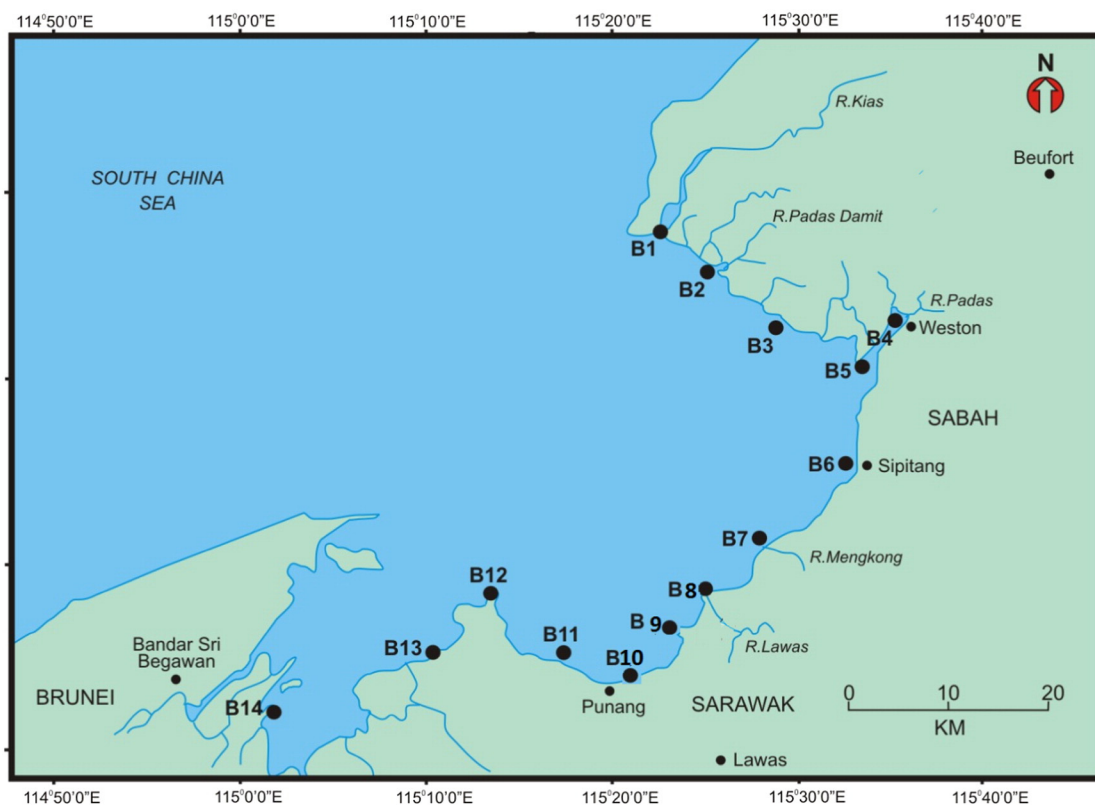 114°50'0"E 115°0'0"E 115°10'0"E 115°20'0"E 115°30'0"E 115°40'0"E
N
R.Kias
Beufort
SOUTH CHINA
SEA
R.Padas Damit
B1
B2
R.Padas
B3
B4
Weston
B5
SABAH
B6
Sipitang
B7
R.Mengkong
B12
B 8
B 9
B13
B11
B10
R.Lawas
Bandar Sri
Begawan
BRUNEI
B14
Punang
SARAWAK
0 10 20
KM
Lawas
114°50'0"E 115°0'0"E 115°10'0"E 115°20'0"E 115°30'0"E 115°40'0"E